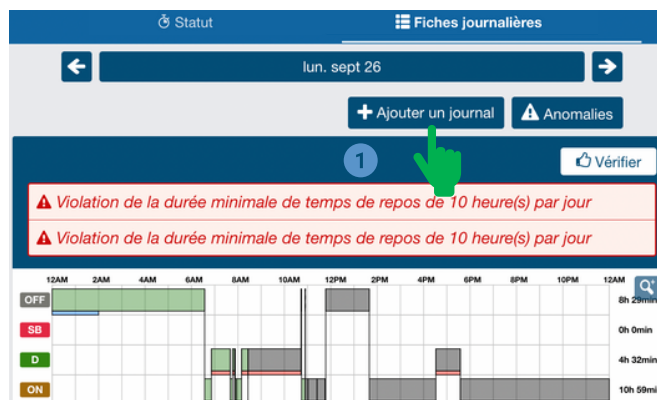 Statut
Fiches journalières
lun. sept 26
Ajouter un journal
Anomalies
1
Vérifier
Violation de la durée minimale de temps de repos de 10 heure(s) par jour
Violation de la durée minimale de temps de repos de 10 heure(s) par jour
12AM 2AM 4AM 6AM 8AM 10AM 12PM 2PM 4PM 6PM 8PM 10PM 12AM
OFF 8h 29min
SB 0h 0min
D 4h 32min
ON 10h 59mi